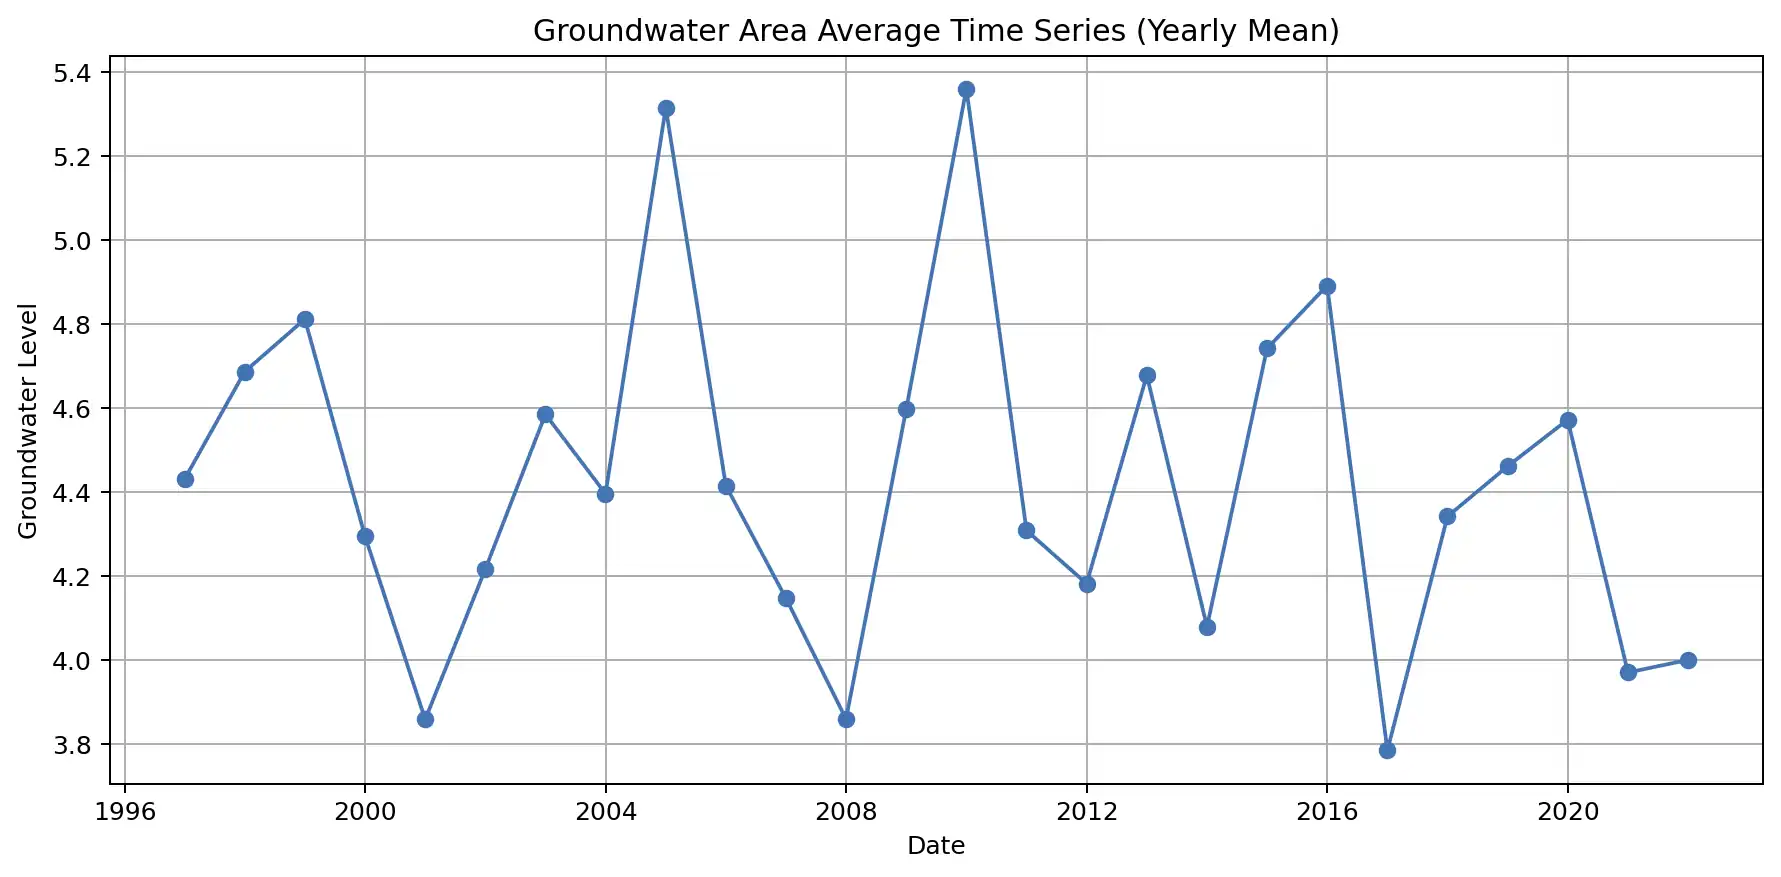 Groundwater Area Average Time Series (Yearly Mean)
Groundwater Level
5.4
5.2
5.0
4.8
4.6
4.4
4.2
4.0
3.8
1996 2000 2004 2008 2012 2016 2020
Date